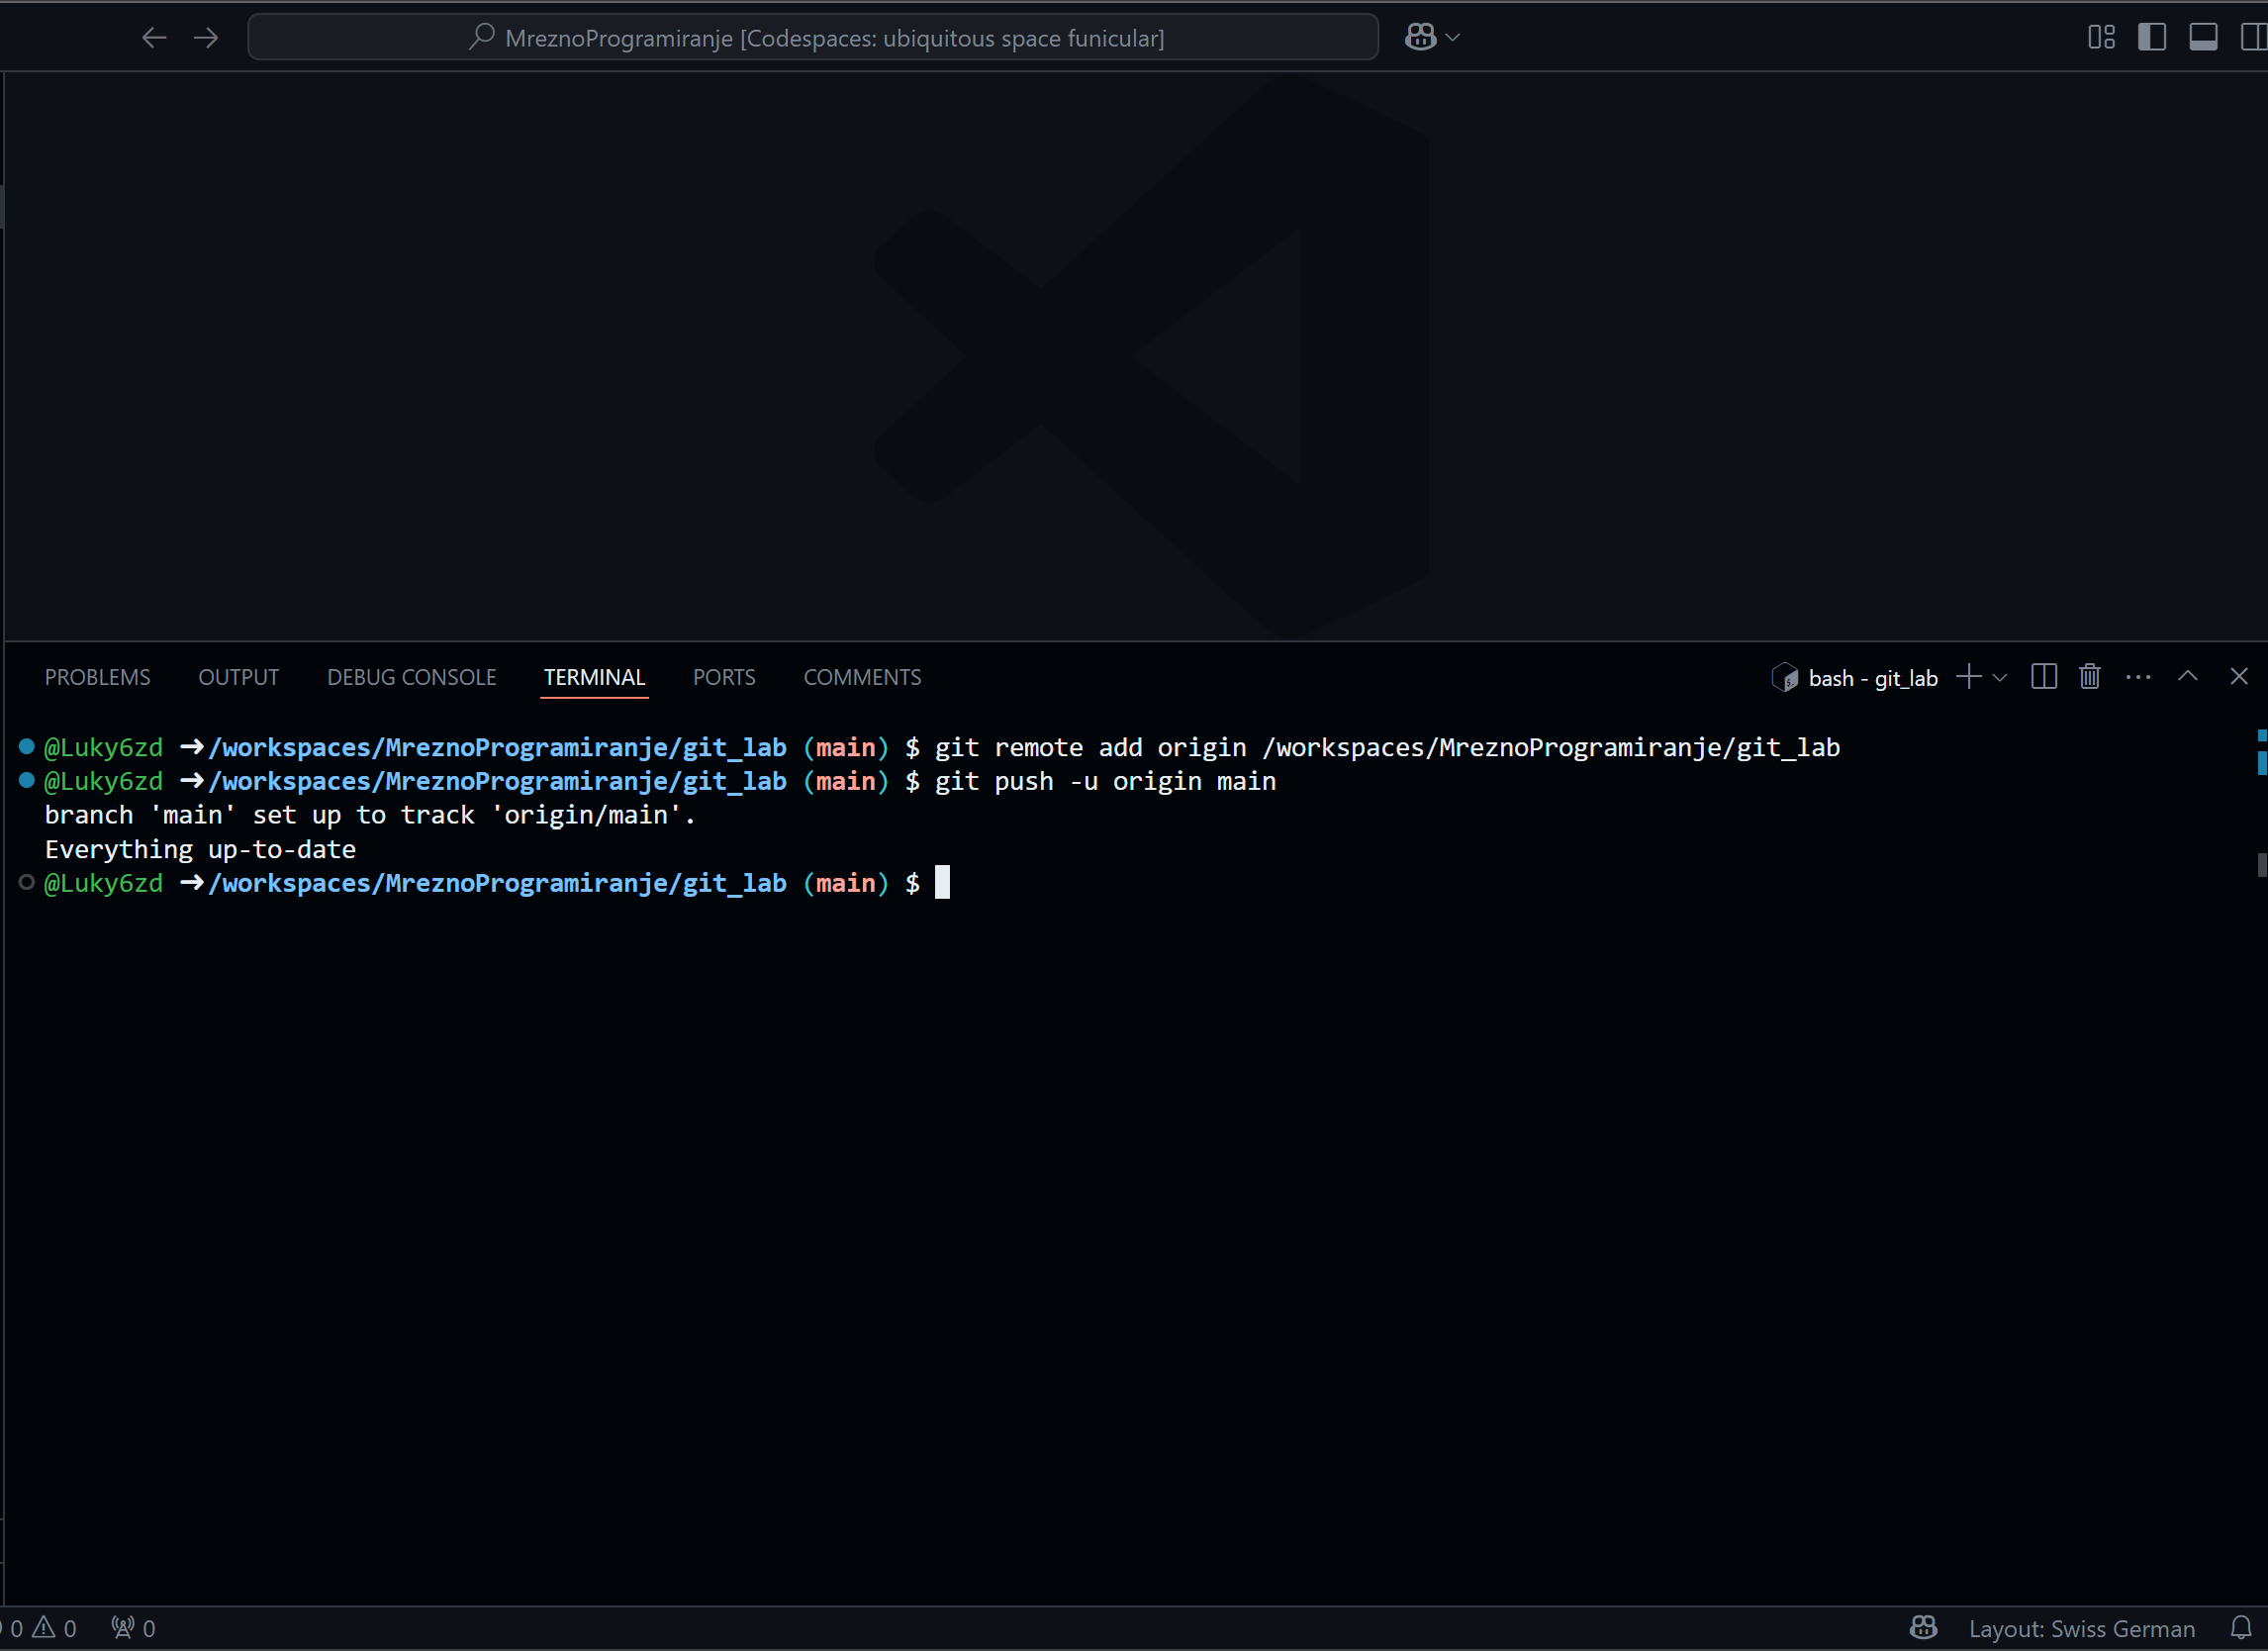 MreznoProgramiranje [Codespaces: ubiquitous space funicular]
PROBLEMS OUTPUT DEBUG CONSOLE TERMINAL PORTS COMMENTS bash - git_lab
@Luky6zd ➜/workspaces/MreznoProgramiranje/git_lab (main) $ git remote add origin /workspaces/MreznoProgramiranje/git_lab
@Luky6zd ➜/workspaces/MreznoProgramiranje/git_lab (main) $ git push -u origin main
branch 'main' set up to track 'origin/main'.
Everything up-to-date
@Luky6zd ➜/workspaces/MreznoProgramiranje/git_lab (main) $
0 0 0 Layout: Swiss German